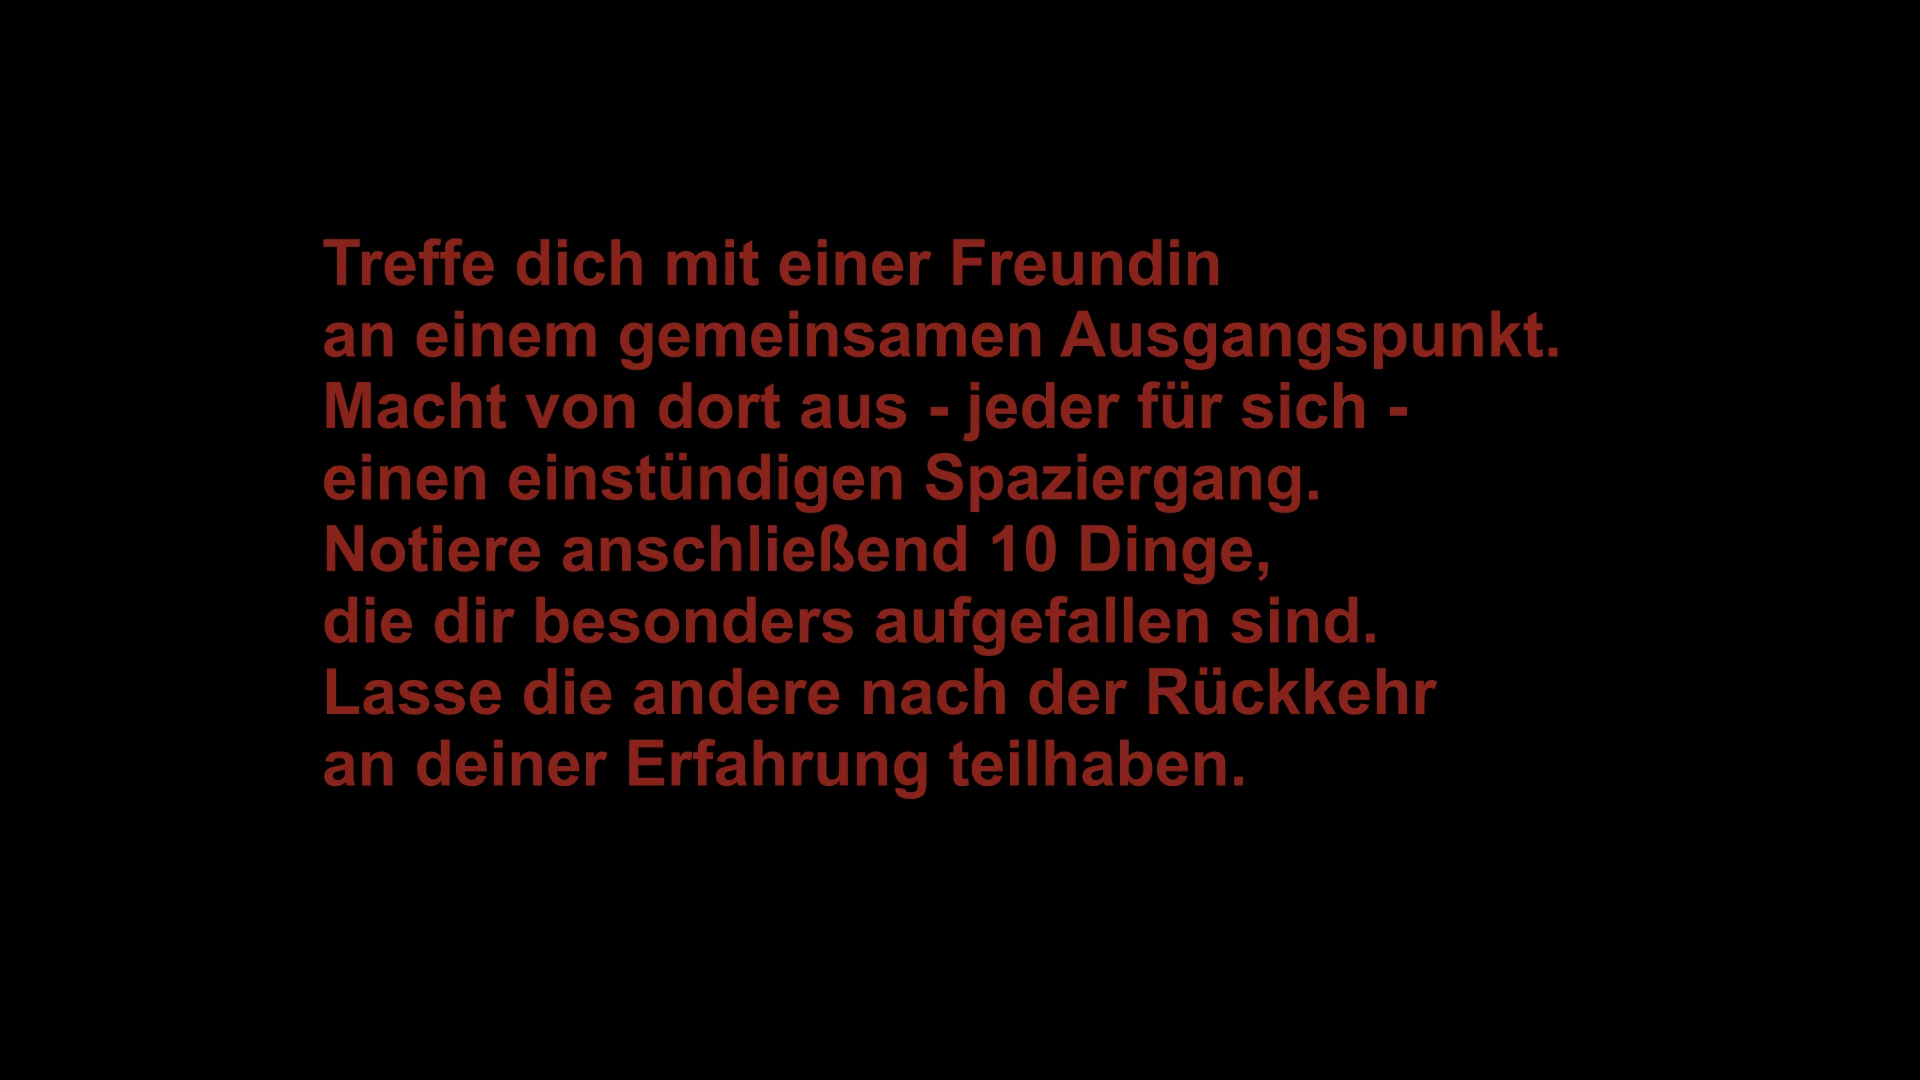 Treffe dich mit einer Freundin
an einem gemeinsamen Ausgangspunkt.
Macht von dort aus - jeder für sich -
einen einstündigen Spaziergang.
Notiere anschließend 10 Dinge,
die dir besonders aufgefallen sind.
Lasse die andere nach der Rückkehr
an deiner Erfahrung teilhaben.